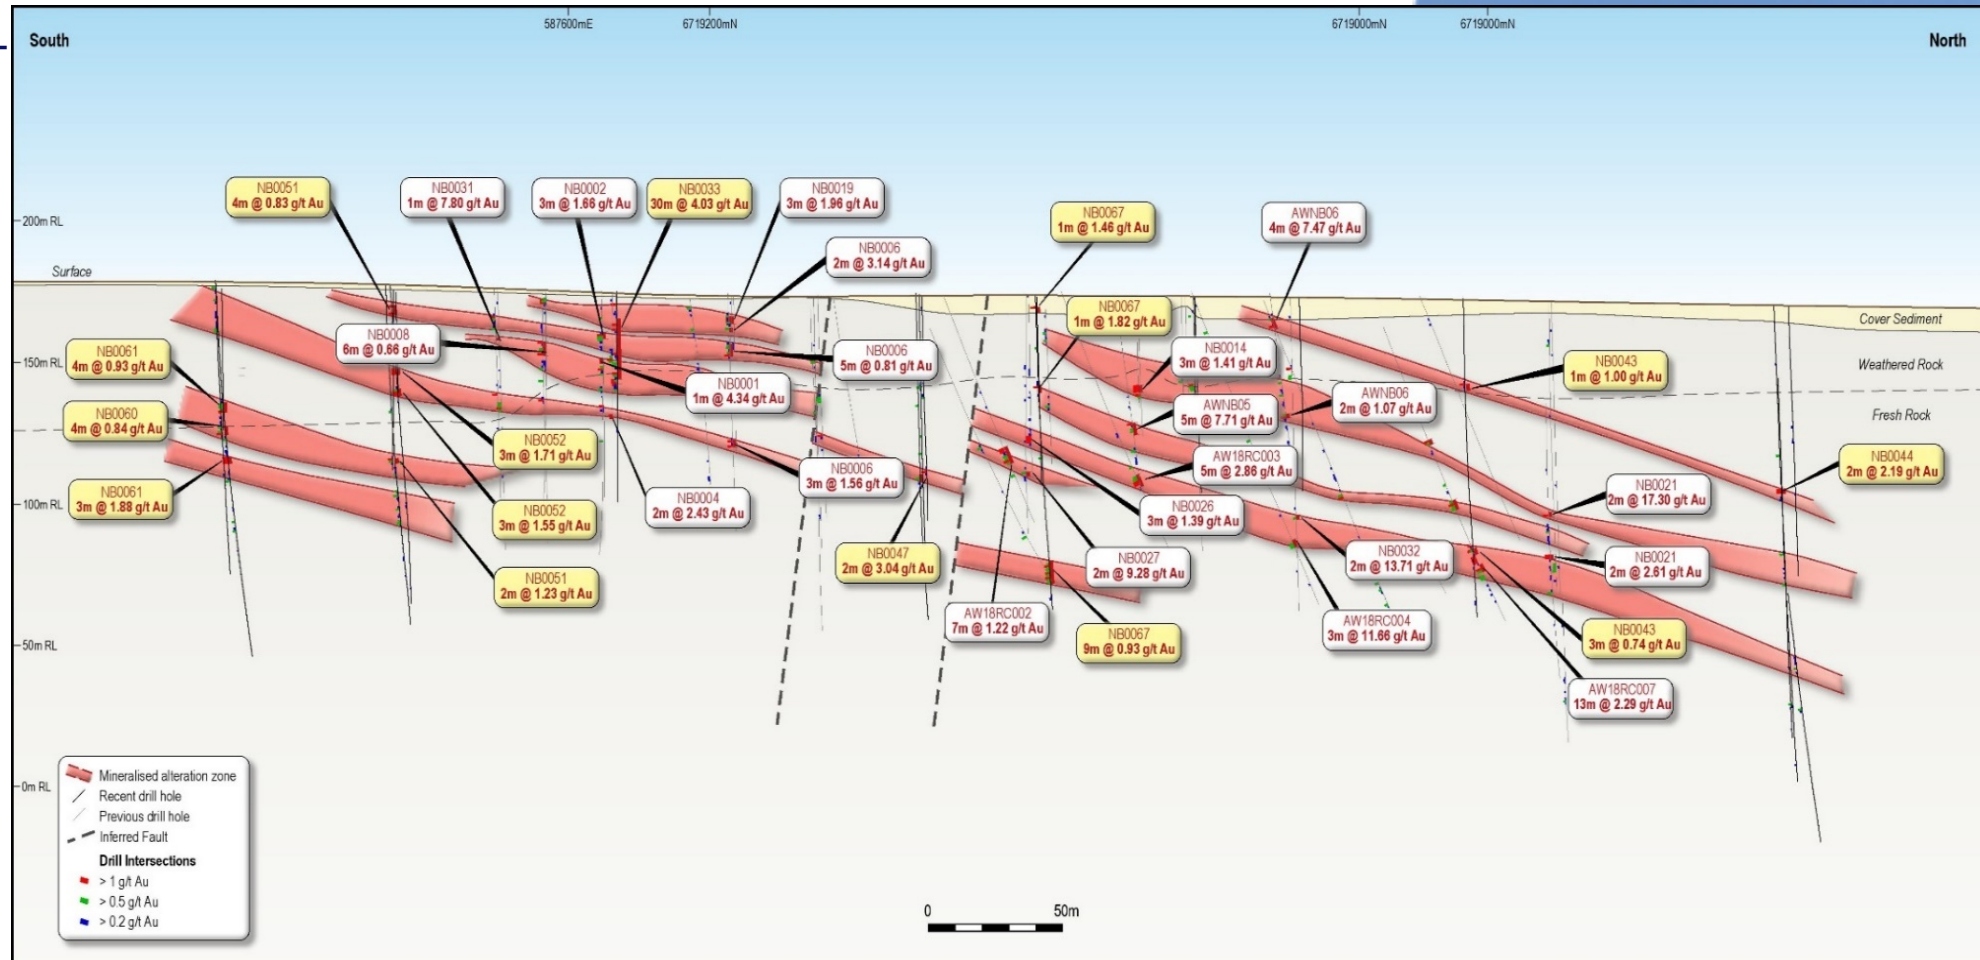 587600mE
6719200mN
6719000mN
6719000mN
South
North
200m RL
Surface
150m RL
100m RL
50m RL
0m RL
NB0051
4m @ 0.83 g/t Au
NB0031
1m @ 7.80 g/t Au
NB0002
3m @ 1.66 g/t Au
NB0033
30m @ 4.03 g/t Au
NB0019
3m @ 1.96 g/t Au
NB0006
2m @ 3.14 g/t Au
NB0067
1m @ 1.46 g/t Au
AWNB06
4m @ 7.47 g/t Au
NB0067
1m @ 1.82 g/t Au
Cover Sediment
Weathered Rock
Fresh Rock
NB0008
6m @ 0.66 g/t Au
NB0061
4m @ 0.93 g/t Au
NB0006
5m @ 0.81 g/t Au
NB0014
3m @ 1.41 g/t Au
NB0043
1m @ 1.00 g/t Au
NB0001
1m @ 4.34 g/t Au
AWNB06
2m @ 1.07 g/t Au
NB0060
4m @ 0.84 g/t Au
AWNB05
5m @ 7.71 g/t Au
NB0052
3m @ 1.71 g/t Au
NB0006
3m @ 1.56 g/t Au
AW18RC003
5m @ 2.86 g/t Au
NB0044
2m @ 2.19 g/t Au
NB0061
3m @ 1.88 g/t Au
NB0004
2m @ 2.43 g/t Au
NB0021
2m @ 17.30 g/t Au
NB0052
3m @ 1.55 g/t Au
NB0026
3m @ 1.39 g/t Au
NB0047
2m @ 3.04 g/t Au
NB0027
2m @ 9.28 g/t Au
NB0032
2m @ 13.71 g/t Au
NB0021
2m @ 2.61 g/t Au
NB0051
2m @ 1.23 g/t Au
AW18RC002
7m @ 1.22 g/t Au
NB0067
9m @ 0.93 g/t Au
AW18RC004
3m @ 11.66 g/t Au
NB0043
3m @ 0.74 g/t Au
AW18RC007
13m @ 2.29 g/t Au
Mineralised alteration zone
Recent drill hole
Previous drill hole
Inferred Fault
Drill Intersections
> 1 g/t Au
> 0.5 g/t Au
> 0.2 g/t Au
0
50m